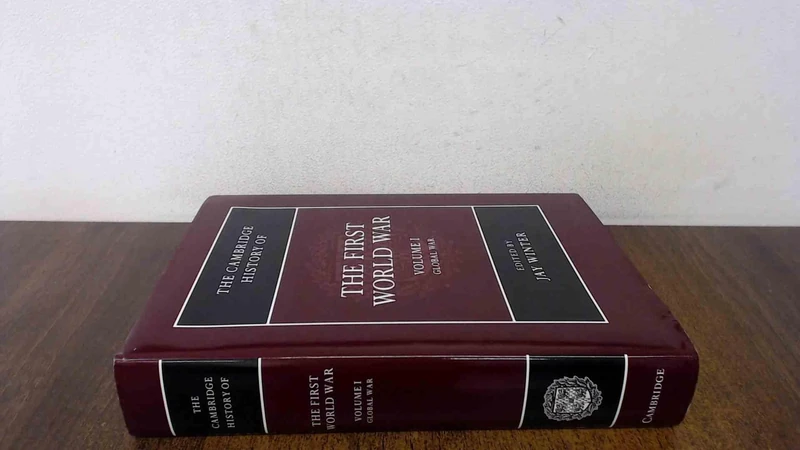 THE CAMBRIDGE
HISTORY OF
THE FIRST
WORLD WAR
VOLUME I
GLOBAL WAR
EDITED BY
JAY WINTER
THE
CAMBRIDGE
HISTORY OF
THE FIRST
WORLD WAR
VOLUME I
GLOBAL WAR
CAMBRIDGE